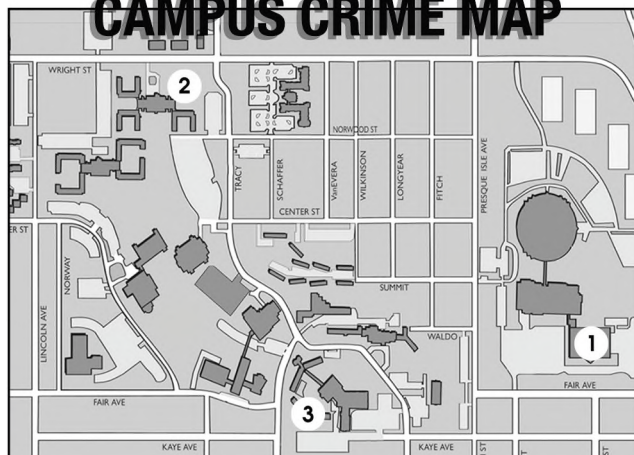 CAMPUS CRIME MAP
WRIGHT ST
2
NORWOOD ST
TRACY
SCHAFFER
VanEVERA
WILKINSON
LONGYEAR
FITCH
PRESQUE ISLE AVE
CENTER ST
ER ST
NORWAY
LINCOLN AVE
SUMMIT
WALDO
1
FAIR AVE
FAIR AVE
3
KAYE AVE
KAYE AVE
ST
ST